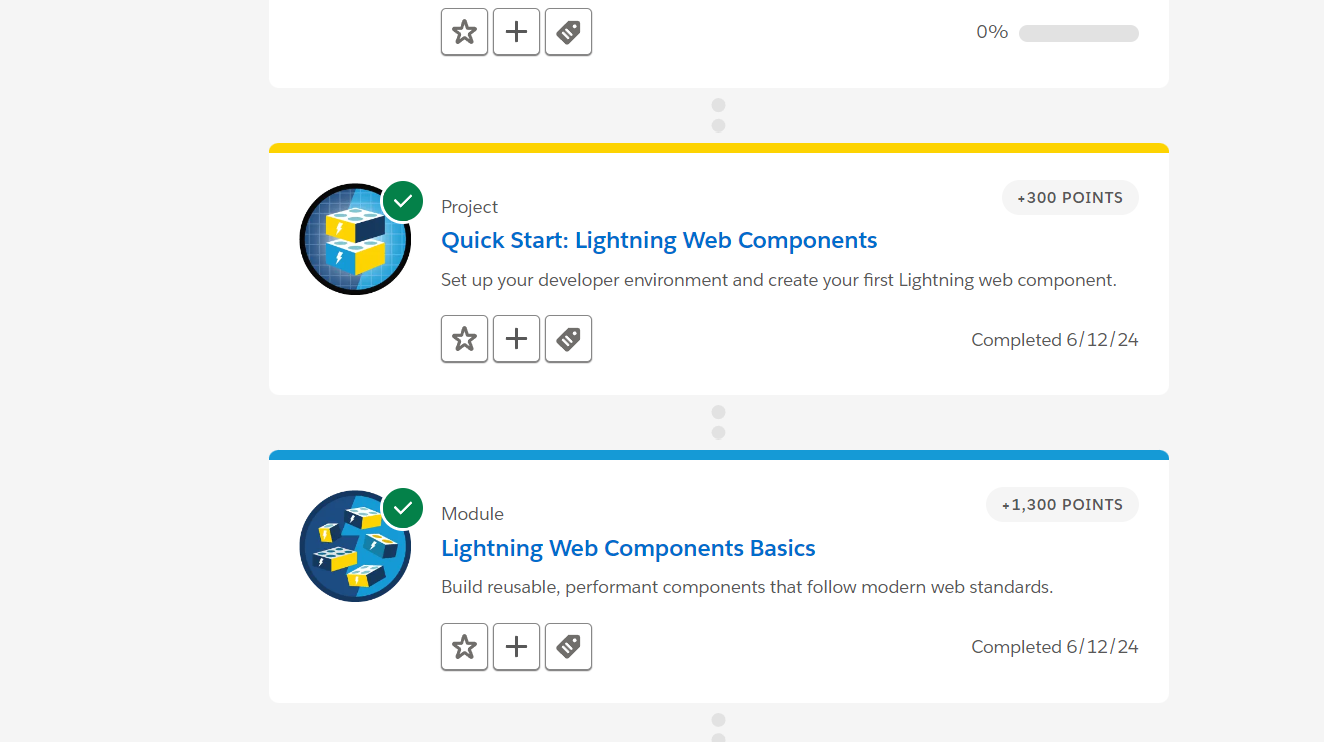 0%
+300 POINTS
Project
Quick Start: Lightning Web Components
Set up your developer environment and create your first Lightning web component.
Completed 6/12/24
+1,300 POINTS
Module
Lightning Web Components Basics
Build reusable, performant components that follow modern web standards.
Completed 6/12/24